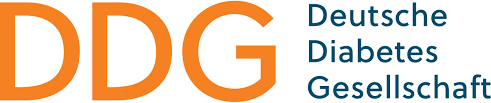 DDG
Deutsche
Diabetes
Gesellschaft